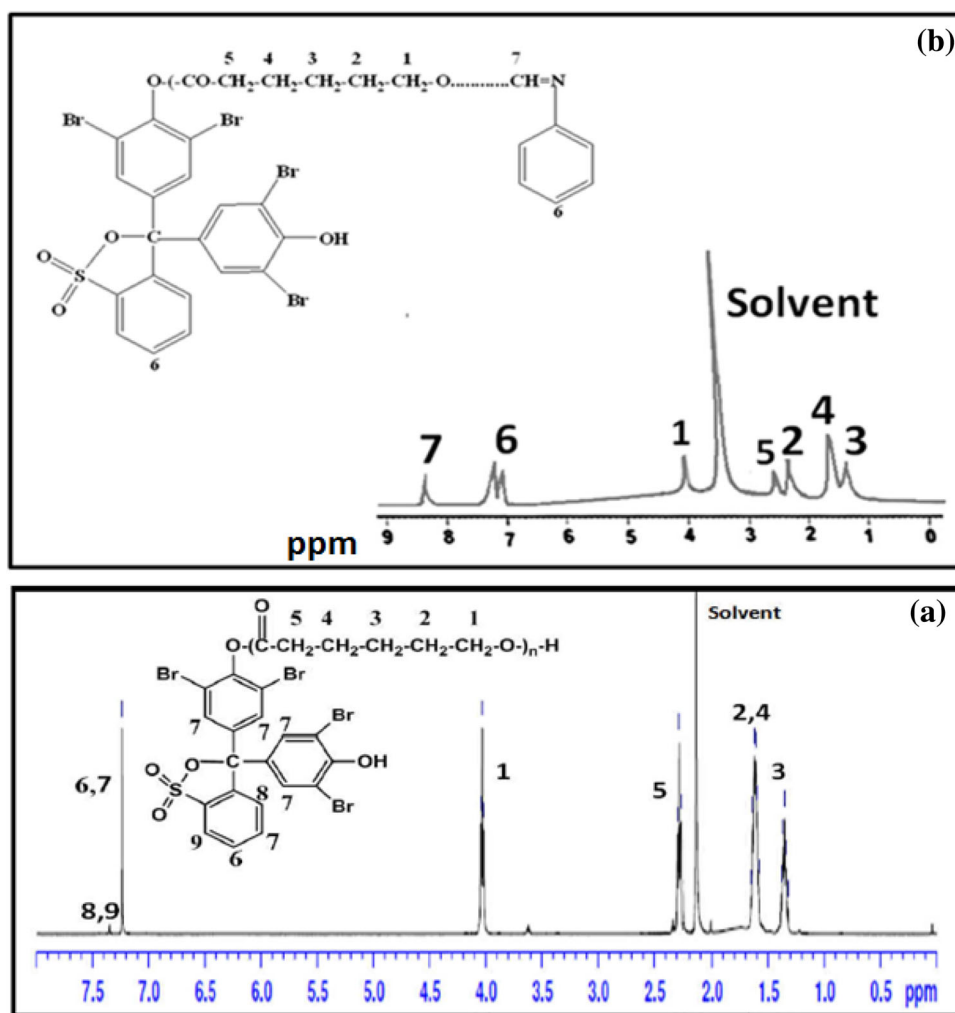 (b)
5 4 3 2 1 7
O-(-CO-CH2-CH2-CH2-CH2-CH2-O............CH=N
Br Br
Br
O O C OH
S
O Br
6
6
Solvent
7 6 1 5 2 4 3
9 8 7 6 5 4 3 2 1 0
ppm
(a)
Solvent
O 5 4 3 2 1
O-(C-CH2-CH2-CH2-CH2-CH2-O-)n-H
Br Br
7 7 7 Br
O O C OH
S 8 7 Br
O
9 6 7
6,7
8,9
1
5
2,4
3
7.5 7.0 6.5 6.0 5.5 5.0 4.5 4.0 3.5 3.0 2.5 2.0 1.5 1.0 0.5 ppm